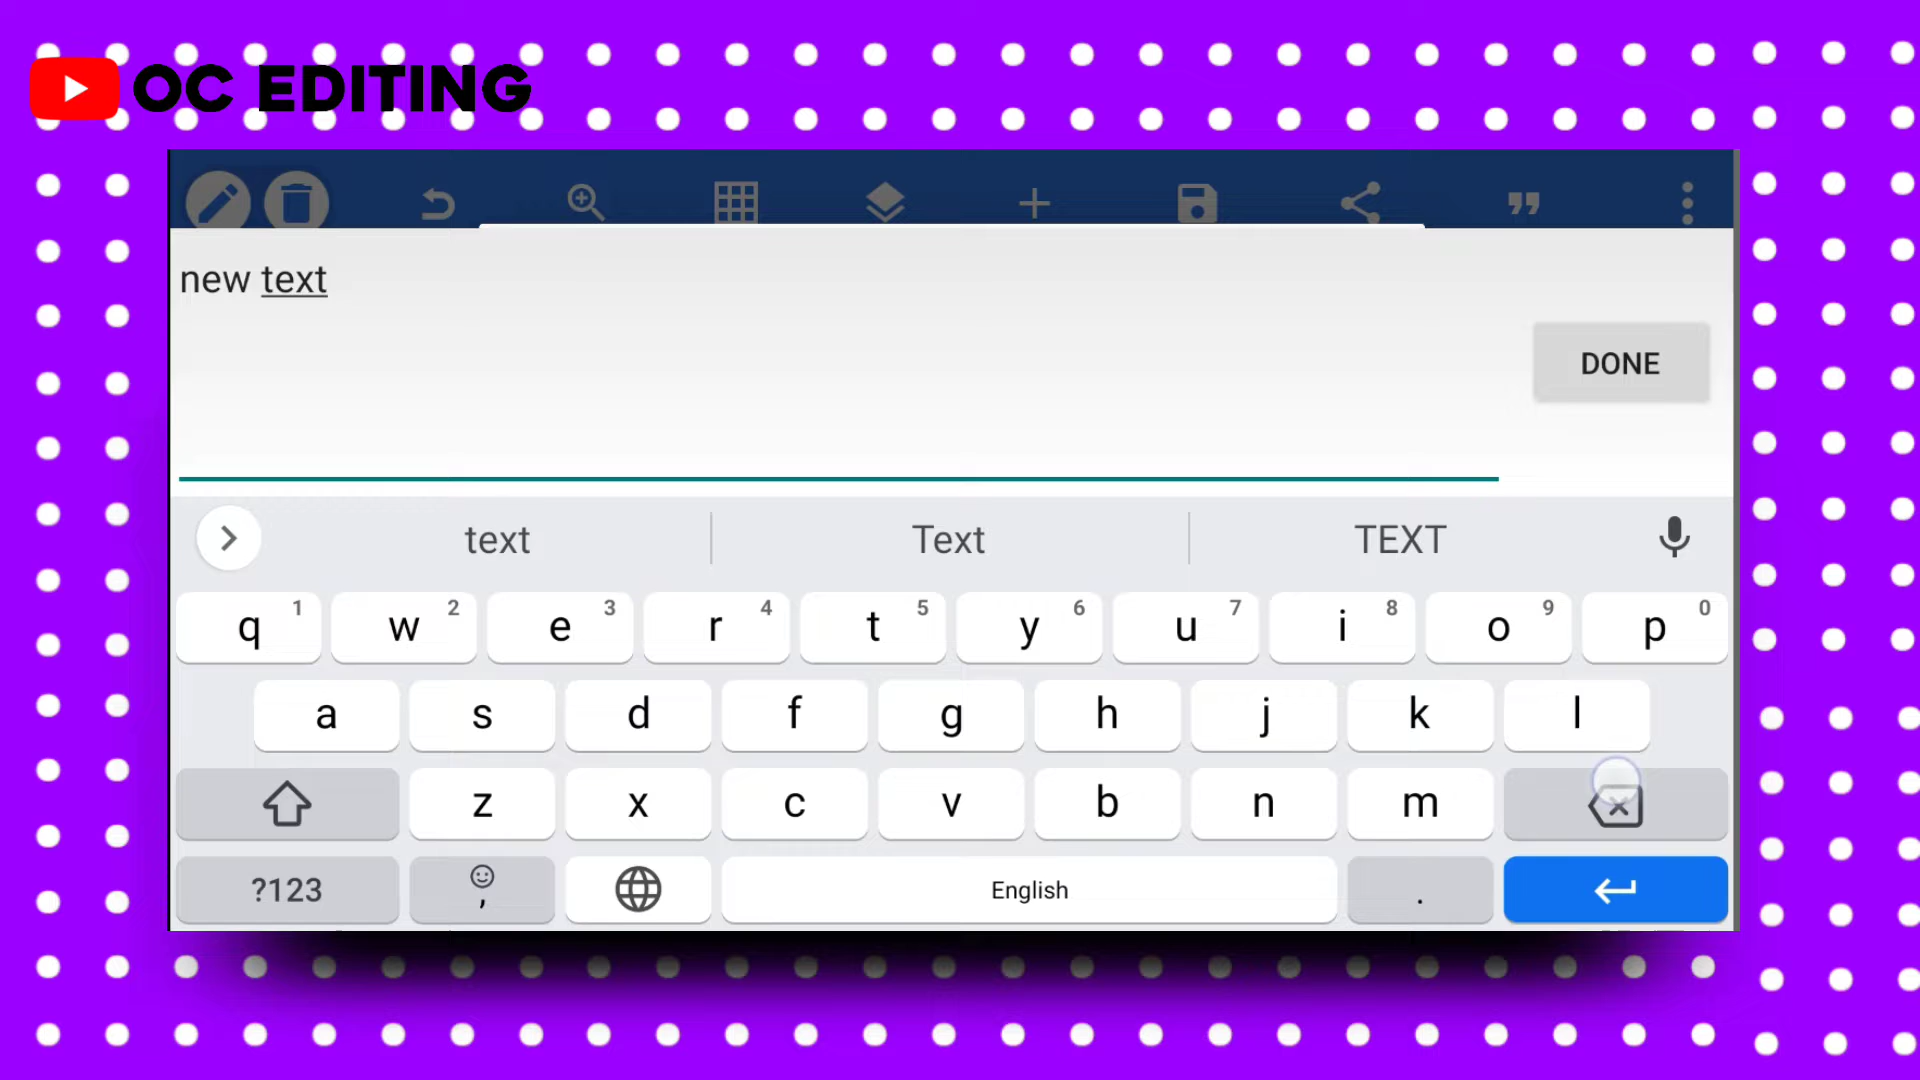 OC EDITING
new text
DONE
text Text TEXT
q 1 w 2 e 3 r 4 t 5 y 6 u 7 i 8 o 9 p 0
a s d f g h j k l
z x c v b n m
?123 , English .